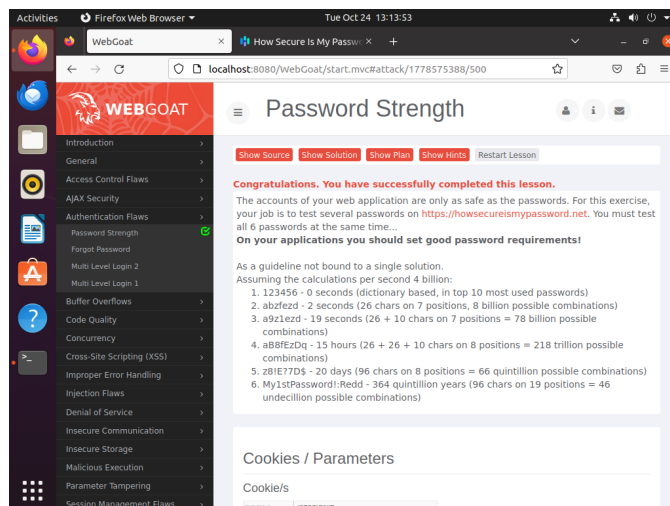 Activities
Firefox Web Browser
Tue Oct 24 13:13:53
WebGoat
How Secure Is My Passwo
localhost:8080/WebGoat/start.mvc#attack/1778575388/500
WEBGOAT
Password Strength
Introduction
General
Access Control Flaws
AJAX Security
Authentication Flaws
Password Strength
Forgot Password
Multi Level Login 2
Multi Level Login 1
Buffer Overflows
Code Quality
Concurrency
Cross-Site Scripting (XSS)
Improper Error Handling
Injection Flaws
Denial of Service
Insecure Communication
Insecure Storage
Malicious Execution
Parameter Tampering
Session Management Flaws
Show Source Show Solution Show Plan Show Hints Restart Lesson
Congratulations. You have successfully completed this lesson.
The accounts of your web application are only as safe as the passwords. For this exercise,
your job is to test several passwords on https://howsecureismypassword.net. You must test
all 6 passwords at the same time...
On your applications you should set good password requirements!
As a guideline not bound to a single solution.
Assuming the calculations per second 4 billion:
1. 123456 - 0 seconds (dictionary based, in top 10 most used passwords)
2. abzfezd - 2 seconds (26 chars on 7 positions, 8 billion possible combinations)
3. a9z1ezd - 19 seconds (26 + 10 chars on 7 positions = 78 billion possible
combinations)
4. aB8fEzDq - 15 hours (26 + 26 + 10 chars on 8 positions = 218 trillion possible
combinations)
5. z8!E?7D$ - 20 days (96 chars on 8 positions = 66 quintillion possible combinations)
6. My1stPassword!:Redd - 364 quintillion years (96 chars on 19 positions = 46
undecillion possible combinations)
Cookies / Parameters
Cookie/s